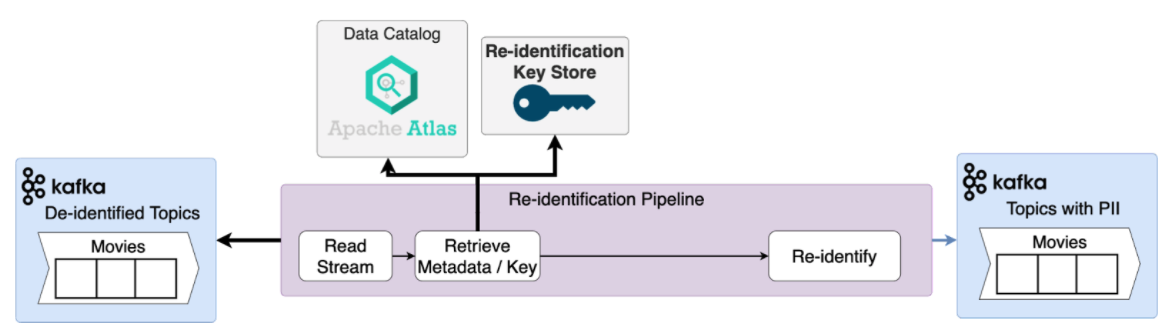 Data Catalog
Apache Atlas
Re-identification
Key Store
kafka
De-identified Topics
Movies
Re-identification Pipeline
Read
Stream
Retrieve
Metadata / Key
Re-identify
kafka
Topics with PII
Movies